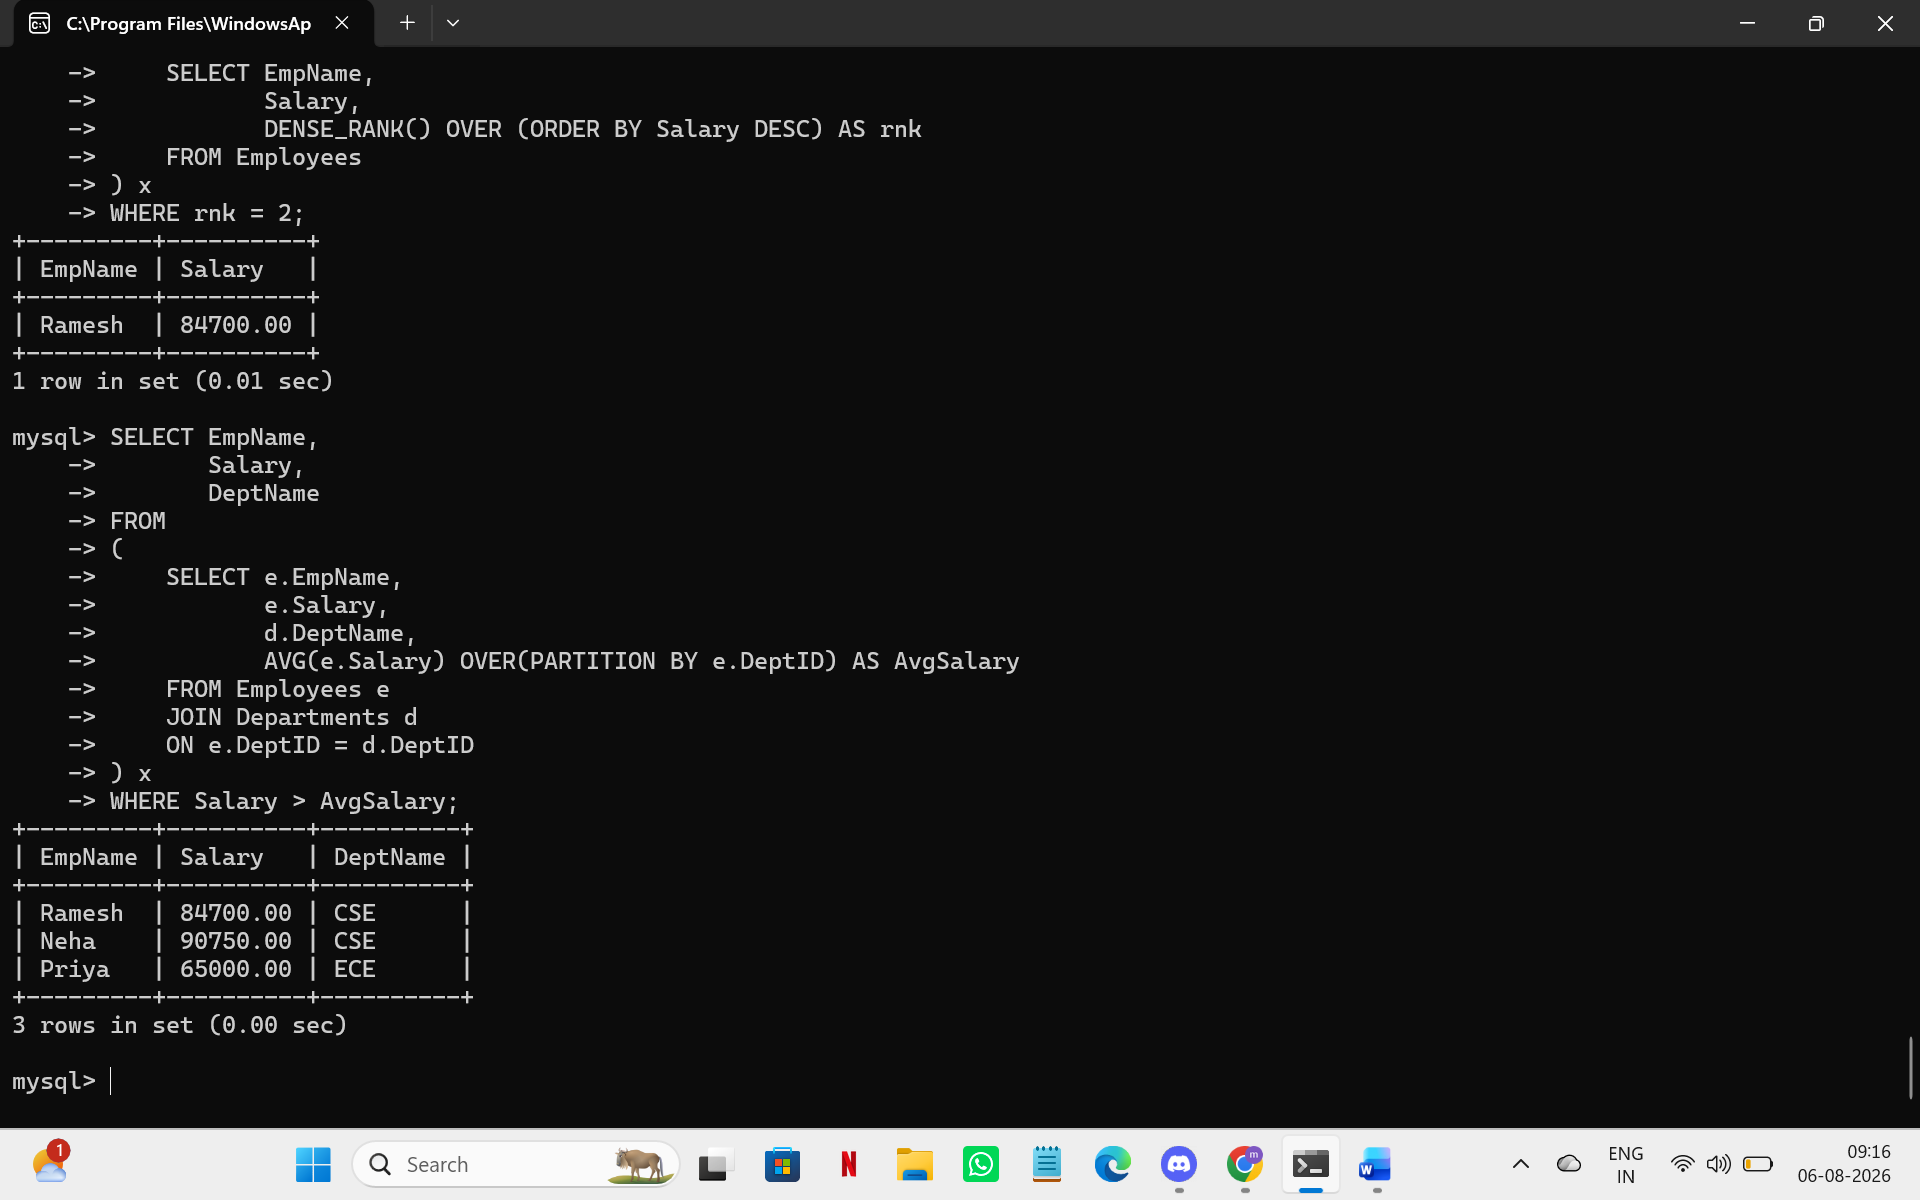 C:\Program Files\WindowsAp
->     SELECT EmpName,
->            Salary,
->            DENSE_RANK() OVER (ORDER BY Salary DESC) AS rnk
->     FROM Employees
-> ) x
-> WHERE rnk = 2;
+---------+----------+
| EmpName | Salary   |
+---------+----------+
| Ramesh  | 84700.00 |
+---------+----------+
1 row in set (0.01 sec)
mysql> SELECT EmpName,
->        Salary,
->        DeptName
-> FROM
-> (
->     SELECT e.EmpName,
->            e.Salary,
->            d.DeptName,
->            AVG(e.Salary) OVER(PARTITION BY e.DeptID) AS AvgSalary
->     FROM Employees e
->     JOIN Departments d
->     ON e.DeptID = d.DeptID
-> ) x
-> WHERE Salary > AvgSalary;
+---------+----------+----------+
| EmpName | Salary   | DeptName |
+---------+----------+----------+
| Ramesh  | 84700.00 | CSE      |
| Neha    | 90750.00 | CSE      |
| Priya   | 65000.00 | ECE      |
+---------+----------+----------+
3 rows in set (0.00 sec)
mysql>
1
Search
N
m
W
ENG
IN
09:16
06-08-2026